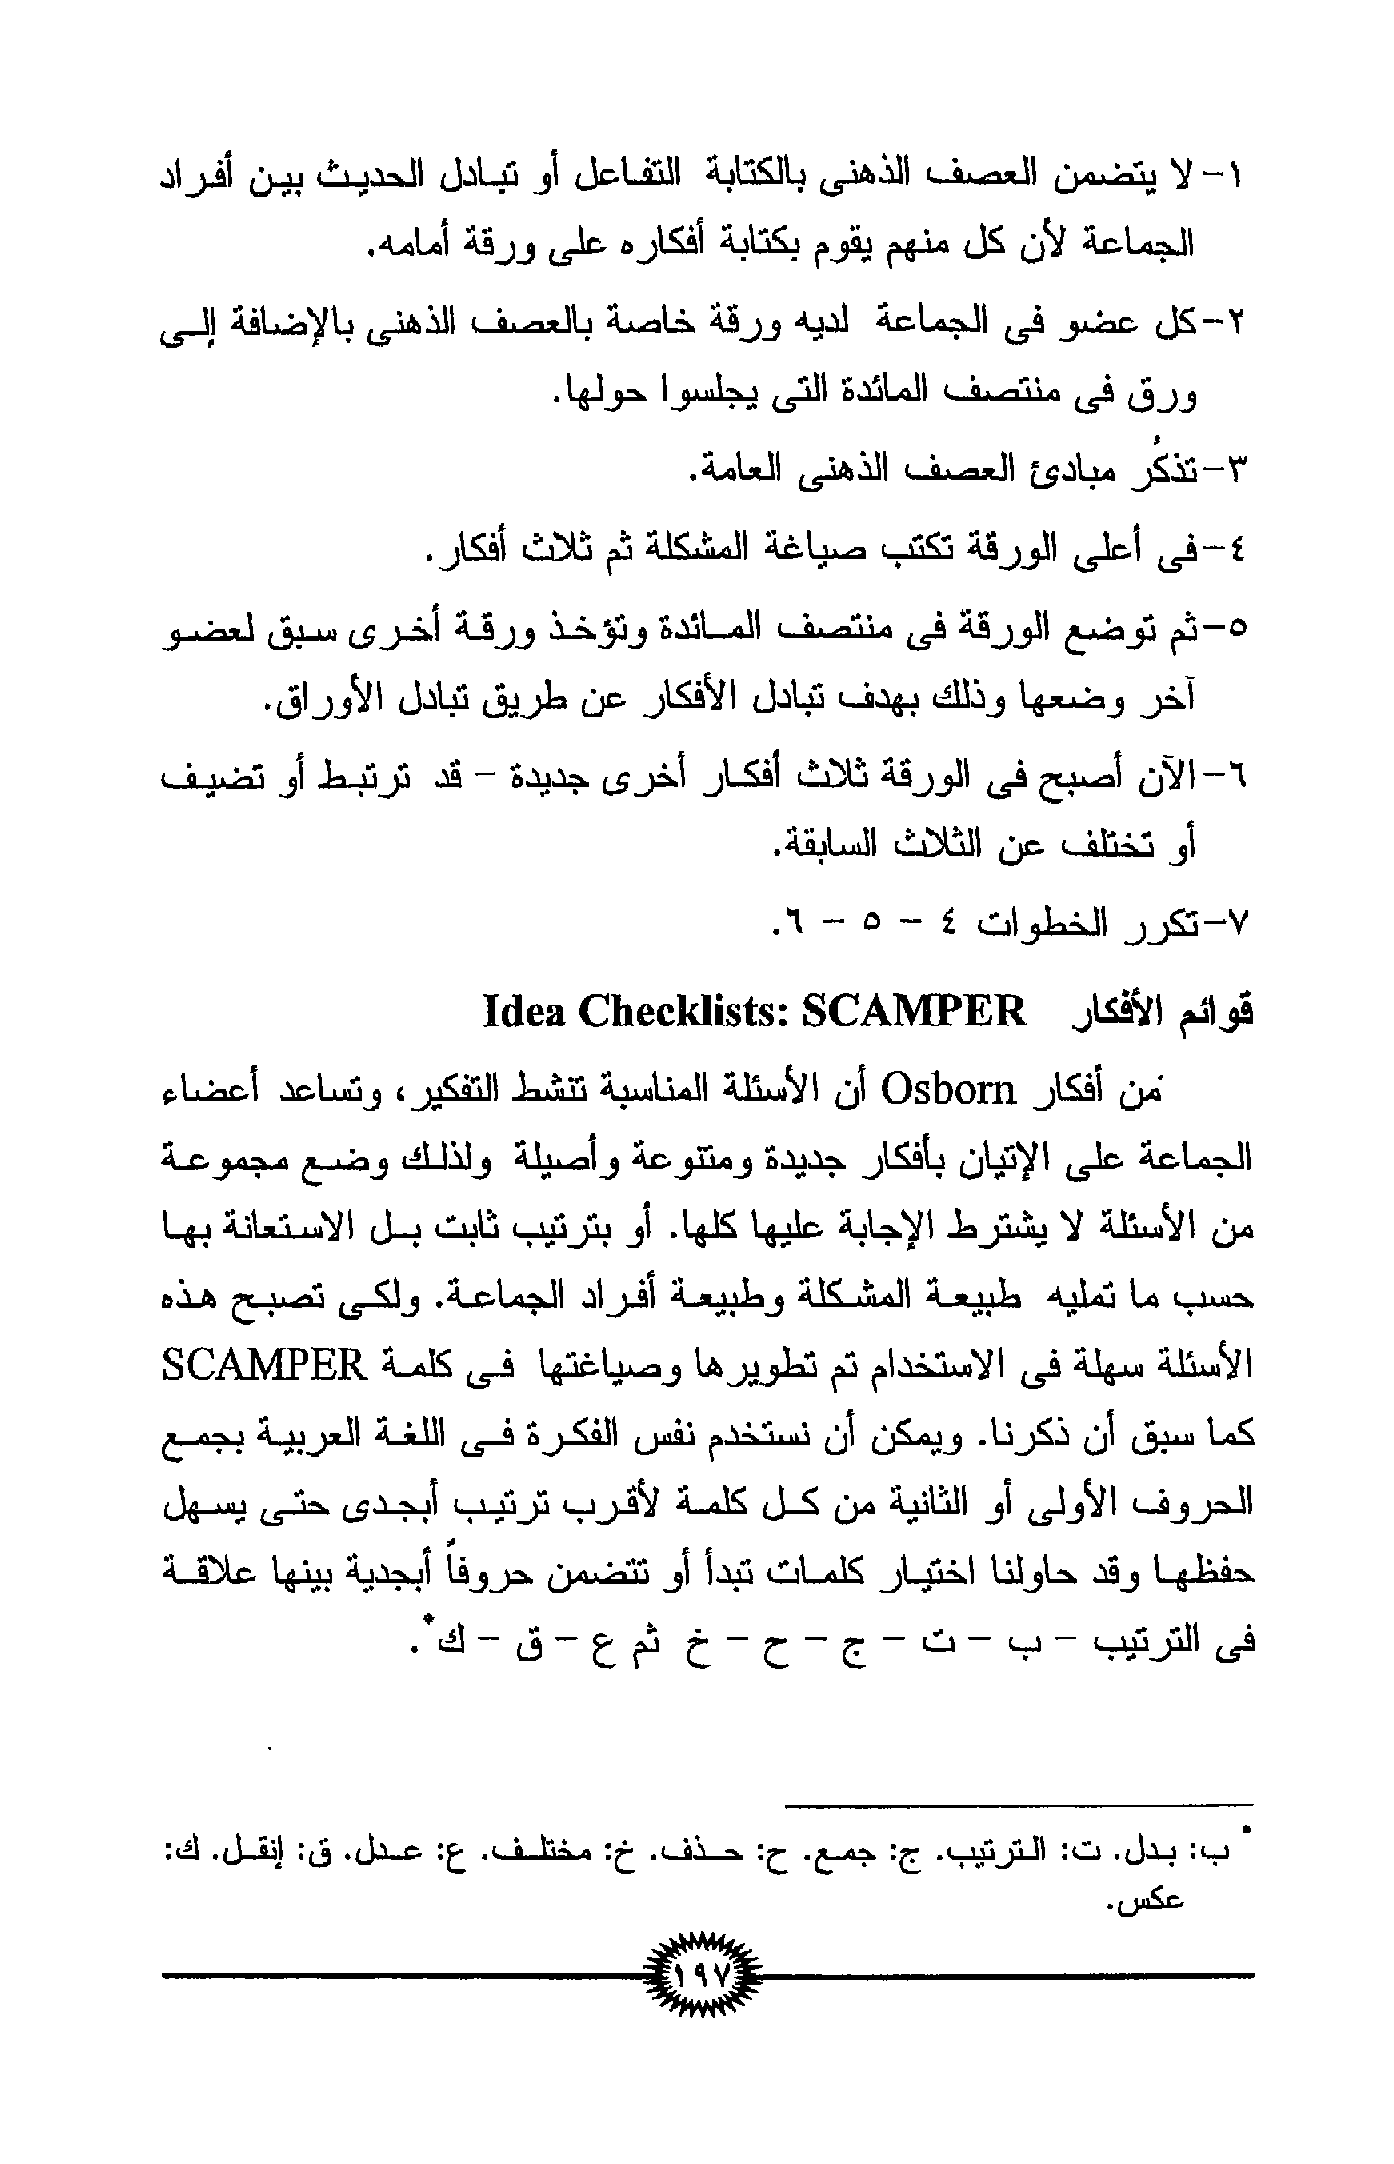 ١- لا يتضمن العصف الذهنى بالكتابة التفاعل أو تبادل الحديث بين أفراد
الجماعة لأن كل منهم يقوم بكتابة أفكاره على ورقة أمامه.
٢-كل عضو فى الجماعة لديه ورقة خاصة بالعصف الذهنى بالإضافة إلى
ورق فى منتصف المائدة التى يجلسوا حولها.
٣-تذكُر مبادئ العصف الذهنى العامة.
٤-فى أعلى الورقة تكتب صياغة المشكلة ثم ثلاث أفكار.
٥-ثم توضع الورقة فى منتصف المائدة وتؤخذ ورقة أخرى سبق لعضو
آخر وضعها وذلك بهدف تبادل الأفكار عن طريق تبادل الأوراق.
٦-الآن أصبح فى الورقة ثلاث أفكار أخرى جديدة - قد ترتبط أو تضيف
أو تختلف عن الثلاث السابقة.
٧-تكرر الخطوات ٤ - ٥ - ٦.
قوائم الأفكار Idea Checklists: SCAMPER
من أفكار Osborn أن الأسئلة المناسبة تنشط التفكير، وتساعد أعضاء
الجماعة على الإتيان بأفكار جديدة ومتنوعة وأصيلة ولذلك وضع مجموعة
من الأسئلة لا يشترط الإجابة عليها كلها. أو بترتيب ثابت بل الاستعانة بها
حسب ما تمليه طبيعة المشكلة وطبيعة أفراد الجماعة. ولكى تصبح هذه
الأسئلة سهلة فى الاستخدام تم تطويرها وصياغتها فى كلمة SCAMPER
كما سبق أن ذكرنا. ويمكن أن نستخدم نفس الفكرة فى اللغة العربية بجمع
الحروف الأولى أو الثانية من كل كلمة لأقرب ترتيب أبجدى حتى يسهل
حفظها وقد حاولنا اختيار كلمات تبدأ أو تتضمن حروفاً أبجدية بينها علاقة
فى الترتيب - ب - ت - ج - ح - خ ثم ع - ق - ك*.
* ب: بدل. ت: الترتيب. ج: جمع. ح: حذف. خ: مختلف. ع: عدل. ق: إنقل. ك:
عكس.
١٩٧